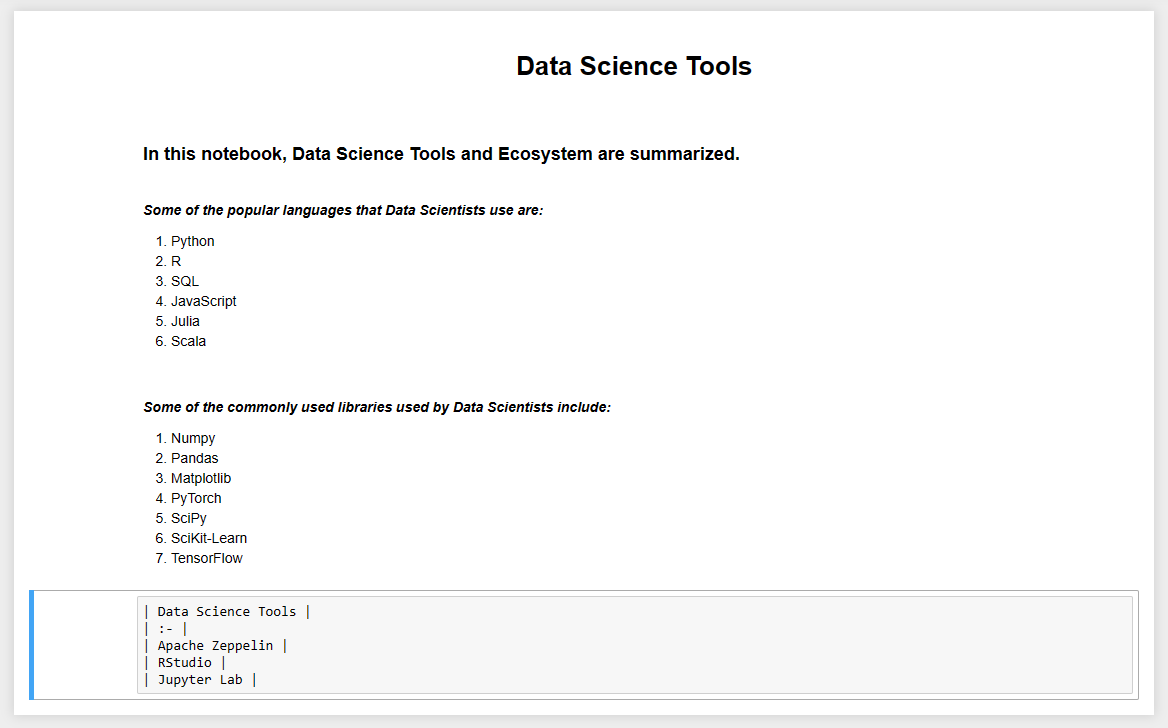 Data Science Tools
In this notebook, Data Science Tools and Ecosystem are summarized.
Some of the popular languages that Data Scientists use are:
1. Python
2. R
3. SQL
4. JavaScript
5. Julia
6. Scala
Some of the commonly used libraries used by Data Scientists include:
1. Numpy
2. Pandas
3. Matplotlib
4. PyTorch
5. SciPy
6. SciKit-Learn
7. TensorFlow
| Data Science Tools |
| :- |
| Apache Zeppelin |
| RStudio |
| Jupyter Lab |